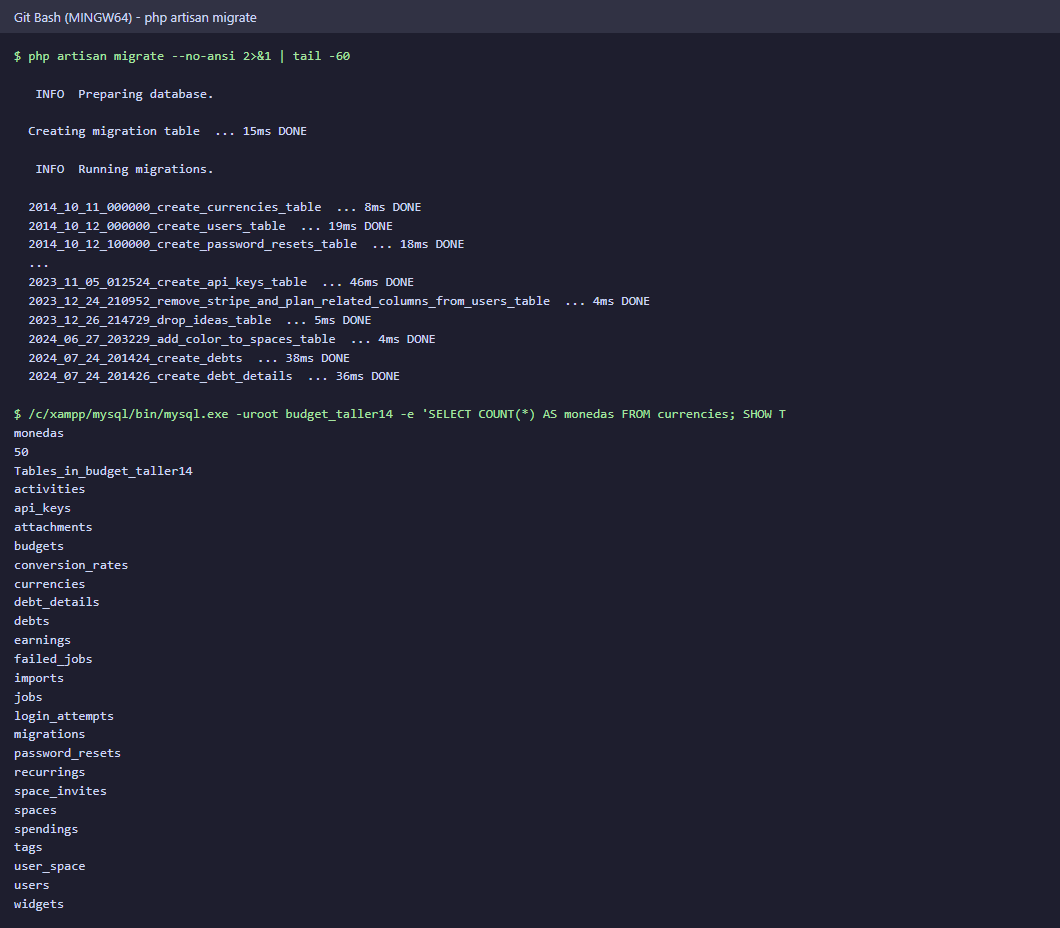 Git Bash (MINGW64) - php artisan migrate
$ php artisan migrate --no-ansi 2>&1 | tail -60
INFO  Preparing database.
Creating migration table  ... 15ms DONE
INFO  Running migrations.
2014_10_11_000000_create_currencies_table  ... 8ms DONE
2014_10_12_000000_create_users_table  ... 19ms DONE
2014_10_12_100000_create_password_resets_table  ... 18ms DONE
...
2023_11_05_012524_create_api_keys_table  ... 46ms DONE
2023_12_24_210952_remove_stripe_and_plan_related_columns_from_users_table  ... 4ms DONE
2023_12_26_214729_drop_ideas_table  ... 5ms DONE
2024_06_27_203229_add_color_to_spaces_table  ... 4ms DONE
2024_07_24_201424_create_debts  ... 38ms DONE
2024_07_24_201426_create_debt_details  ... 36ms DONE
$ /c/xampp/mysql/bin/mysql.exe -uroot budget_taller14 -e 'SELECT COUNT(*) AS monedas FROM currencies; SHOW T
monedas
50
Tables_in_budget_taller14
activities
api_keys
attachments
budgets
conversion_rates
currencies
debt_details
debts
earnings
failed_jobs
imports
jobs
login_attempts
migrations
password_resets
recurrings
space_invites
spaces
spendings
tags
user_space
users
widgets